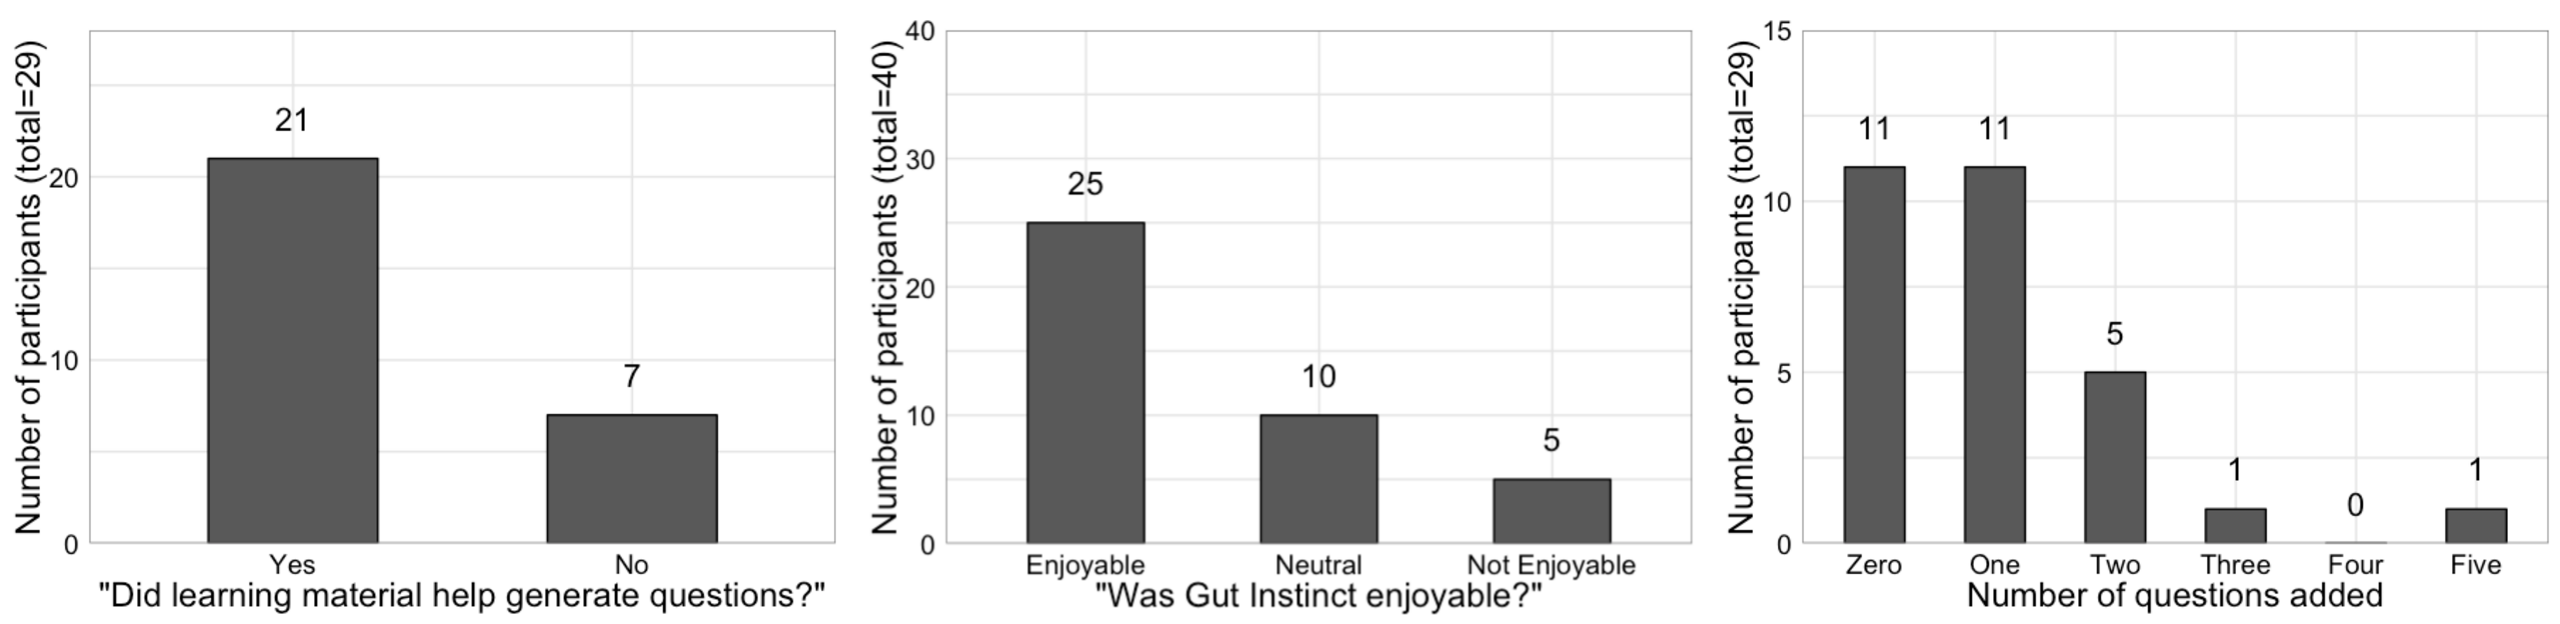 Number of participants (total=29)
20
10
0
21
7
Yes No
"Did learning material help generate questions?"
Number of participants (total=40)
40
30
20
10
0
25
10
5
Enjoyable Neutral Not Enjoyable
"Was Gut Instinct enjoyable?"
Number of participants (total=29)
15
10
5
0
11
11
5
1
0
1
Zero One Two Three Four Five
Number of questions added